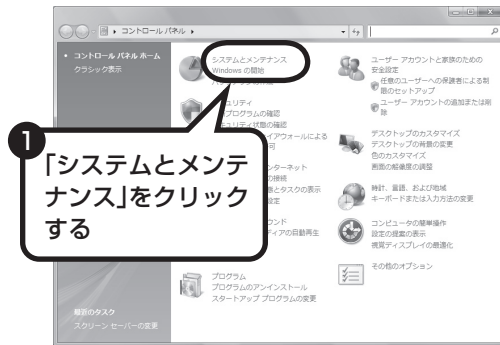 コントロール パネル
コントロール パネル ホーム
クラシック表示
システムとメンテナンス
Windows の開始
ユーザー アカウントと家族のための
安全設定
任意のユーザーへの保護者による制
限のセットアップ
ユーザー アカウントの追加または削
除
プログラムの確認
状態の確認
イアウォールによる
デスクトップのカスタマイズ
デスクトップの背景の変更
色のカスタマイズ
画面の解像度の調整
❶
「システムとメンテ
ナンス」をクリック
する
ターネット
の接続
とタスクの表示
設定
時計、言語、および地域
キーボードまたは入力方法の変更
ウンド
ディアの自動再生
コンピュータの簡単操作
設定の提案の表示
視覚ディスプレイの最適化
プログラム
プログラムのアンインストール
スタートアップ プログラムの変更
その他のオプション
最近のタスク
スクリーン セーバーの変更